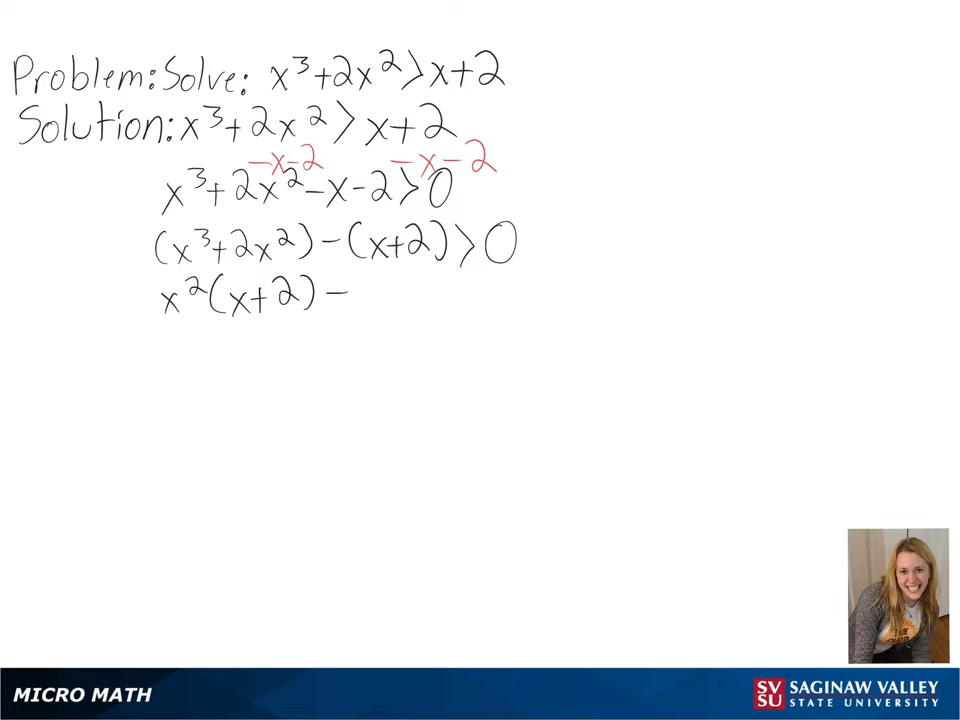 Problem: Solve: x³+2x²>x+2
Solution: x³+2x²>x+2
-x-2 -x-2
x³+2x²-x-2>0
(x³+2x²)-(x+2)>0
x²(x+2)-
MICRO MATH
SVSU SAGINAW VALLEY
STATE UNIVERSITY